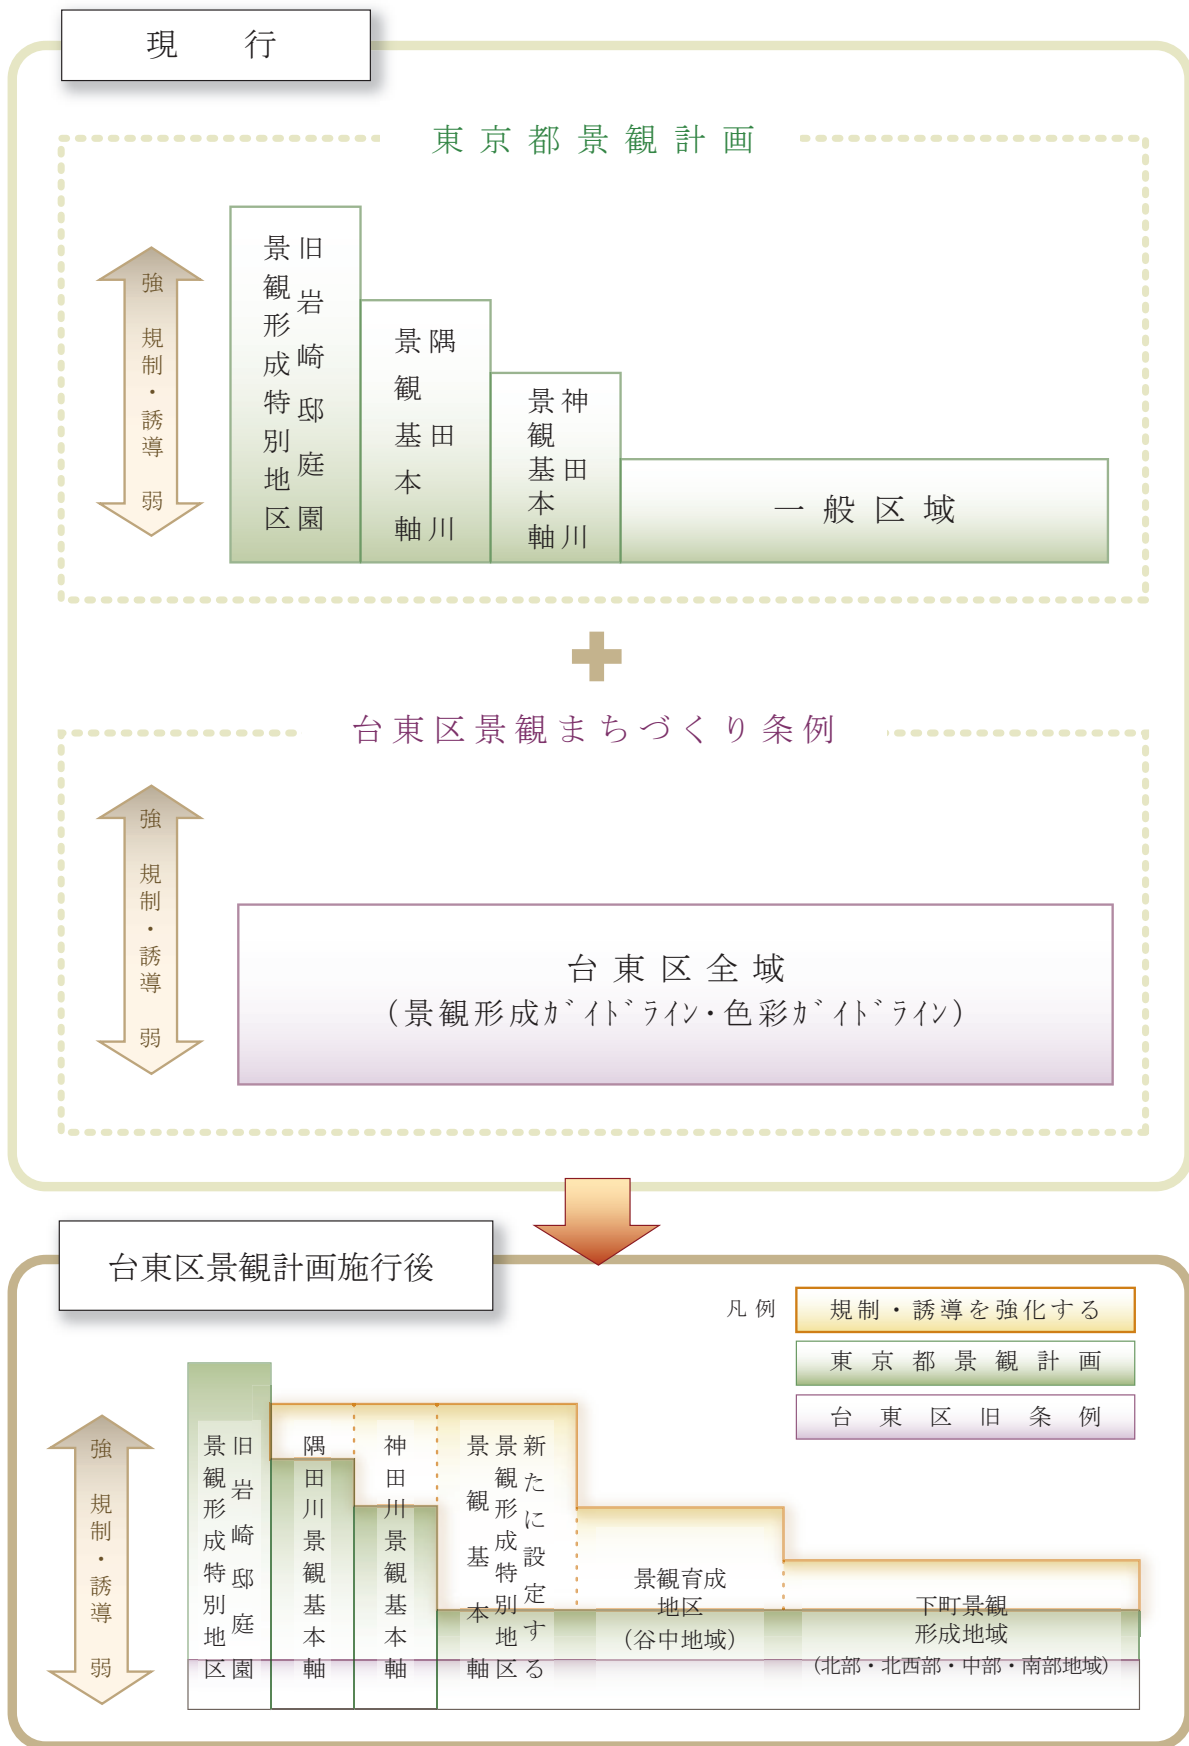 現 行
東京都景観計画
強 規制・誘導 弱
旧岩崎邸庭園
景観形成特別地区
隅田川
景観基本軸
神田川
景観基本軸
一般区域
台東区景観まちづくり条例
強 規制・誘導 弱
台東区全域
(景観形成ｶﾞｲﾄﾞﾗｲﾝ・色彩ｶﾞｲﾄﾞﾗｲﾝ)
台東区景観計画施行後
凡例
規制・誘導を強化する
東京都景観計画
台東区旧条例
強 規制・誘導 弱
旧岩崎邸庭園
景観形成特別地区
隅田川景観基本軸
神田川景観基本軸
新たに設定する
景観形成特別地区
景観基本軸
景観育成
地区
(谷中地域)
下町景観
形成地域
(北部・北西部・中部・南部地域)